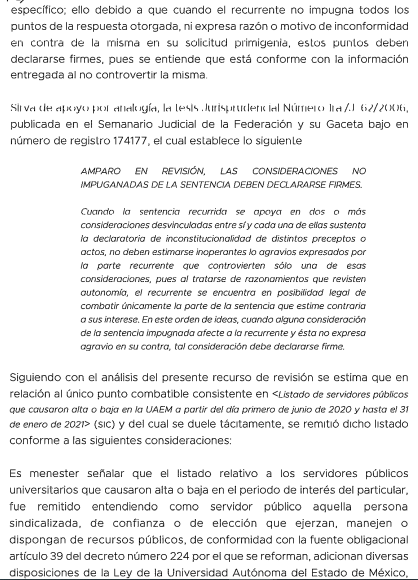 específico; ello debido a que cuando el recurrente no impugna todos los
puntos de la respuesta otorgada, ni expresa razón o motivo de inconformidad
en contra de la misma en su solicitud primigenia, estos puntos deben
declararse firmes, pues se entiende que está conforme con la información
entregada al no controvertir la misma.
Sirva de apoyo por analogía, la tesis Jurisprudencial Número 1ra./J. 62/2006,
publicada en el Semanario Judicial de la Federación y su Gaceta bajo en
número de registro 174177, el cual establece lo siguiente
AMPARO EN REVISIÓN, LAS CONSIDERACIONES NO
IMPUGANADAS DE LA SENTENCIA DEBEN DECLARARSE FIRMES.
Cuando la sentencia recurrida se apoya en dos o más
consideraciones desvinculadas entre sí y cada una de ellas sustenta
la declaratoria de inconstitucionalidad de distintos preceptos o
actos, no deben estimarse inoperantes lo agravios expresados por
la parte recurrente que controvierten sólo una de esas
consideraciones, pues al tratarse de razonamientos que revisten
autonomía, el recurrente se encuentra en posibilidad legal de
combatir únicamente la parte de la sentencia que estime contraria
a sus interese. En este orden de ideas, cuando alguna consideración
de la sentencia impugnada afecte a la recurrente y ésta no expresa
agravio en su contra, tal consideración debe declararse firme.
Siguiendo con el análisis del presente recurso de revisión se estima que en
relación al único punto combatible consistente en <Listado de servidores públicos
que causaron alta o baja en la UAEM a partir del día primero de junio de 2020 y hasta el 31
de enero de 2021> (sic) y del cual se duele tácitamente, se remitió dicho listado
conforme a las siguientes consideraciones:
Es menester señalar que el listado relativo a los servidores públicos
universitarios que causaron alta o baja en el periodo de interés del particular,
fue remitido entendiendo como servidor público aquella persona
sindicalizada, de confianza o de elección que ejerzan, manejen o
dispongan de recursos públicos, de conformidad con la fuente obligacional
artículo 39 del decreto número 224 por el que se reforman, adicionan diversas
disposiciones de la Ley de la Universidad Autónoma del Estado de México,